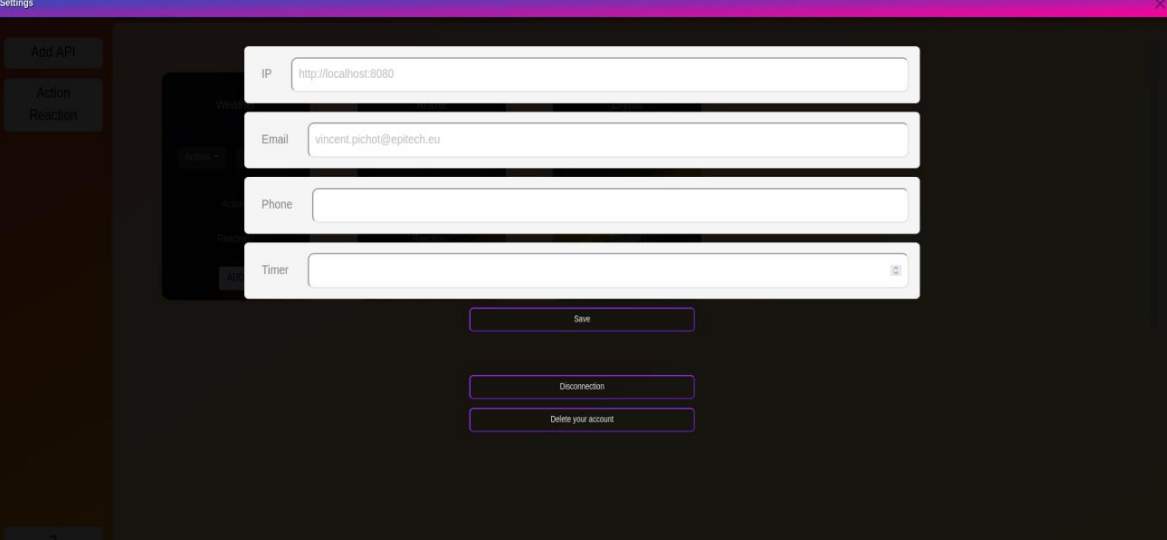 Settings
Add API
Action
Reaction
IP
http://localhost:8080
Email
vincent.pichot@epitech.eu
Phone
Timer
Save
Disconnection
Delete your account